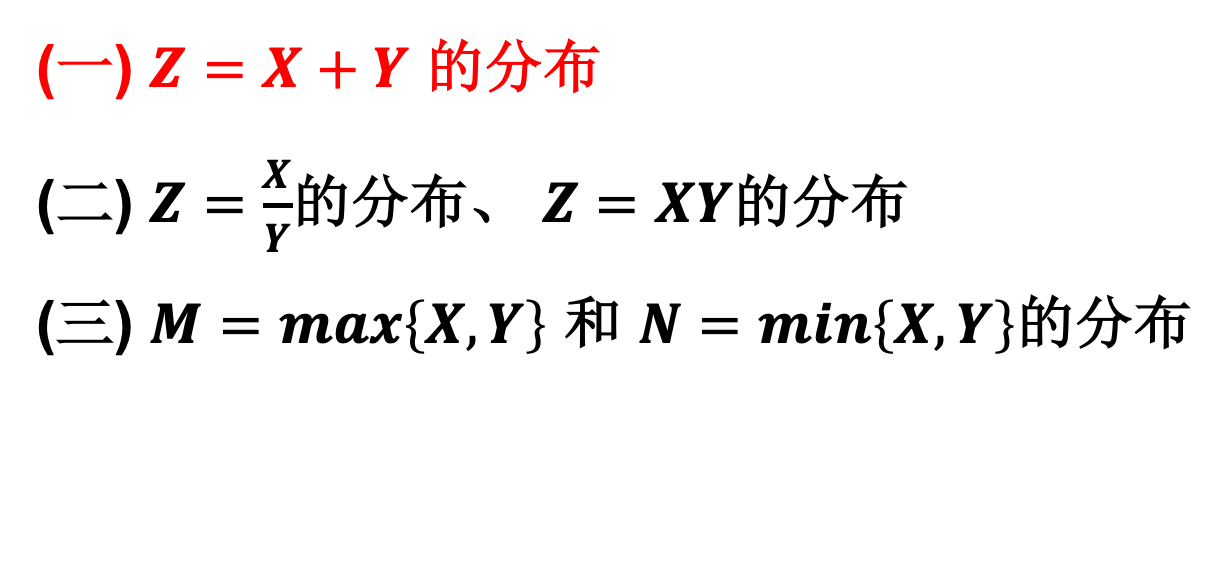 (一) Z = X + Y 的分布
(二) Z = X/Y的分布、 Z = XY的分布
(三) M = max{X, Y} 和 N = min{X, Y}的分布